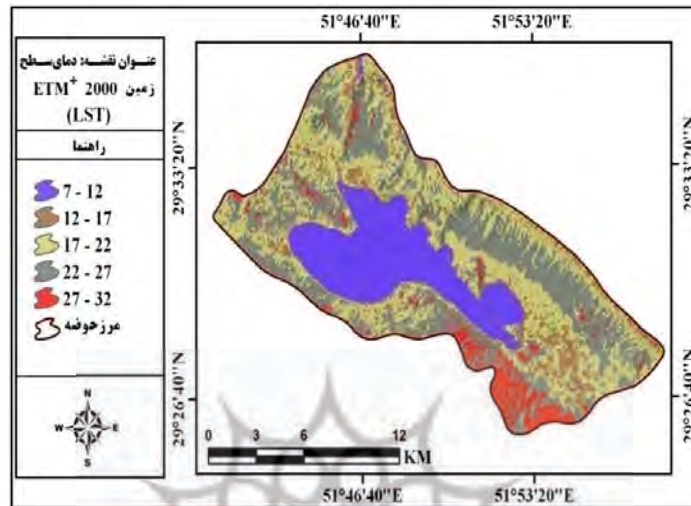 51°46'40"E 51°53'20"E
عنوان نقشه: دمای‌سطح
زمین ETM+ 2000
(LST)
راهنما
7 - 12
12 - 17
17 - 22
22 - 27
27 - 32
مرزحوضه
N
W E
S
29°33'20"N
29°26'40"N
29°33'20"N
29°26'40"N
0 3 6 12
KM
51°46'40"E 51°53'20"E